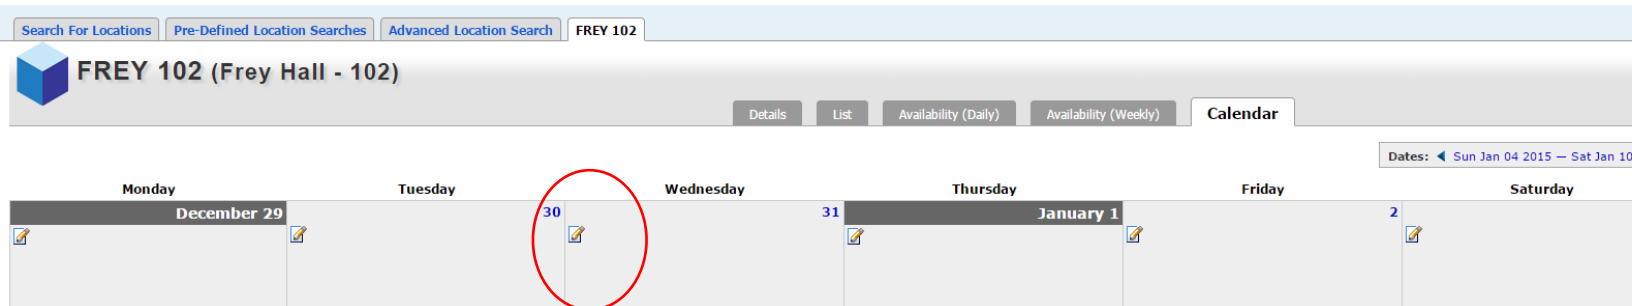 Search For Locations Pre-Defined Location Searches Advanced Location Search FREY 102
FREY 102 (Frey Hall - 102)
Details List Availability (Daily) Availability (Weekly) Calendar
Dates: Sun Jan 04 2015 — Sat Jan 10
Monday Tuesday Wednesday Thursday Friday Saturday
December 29 30 31 January 1 2